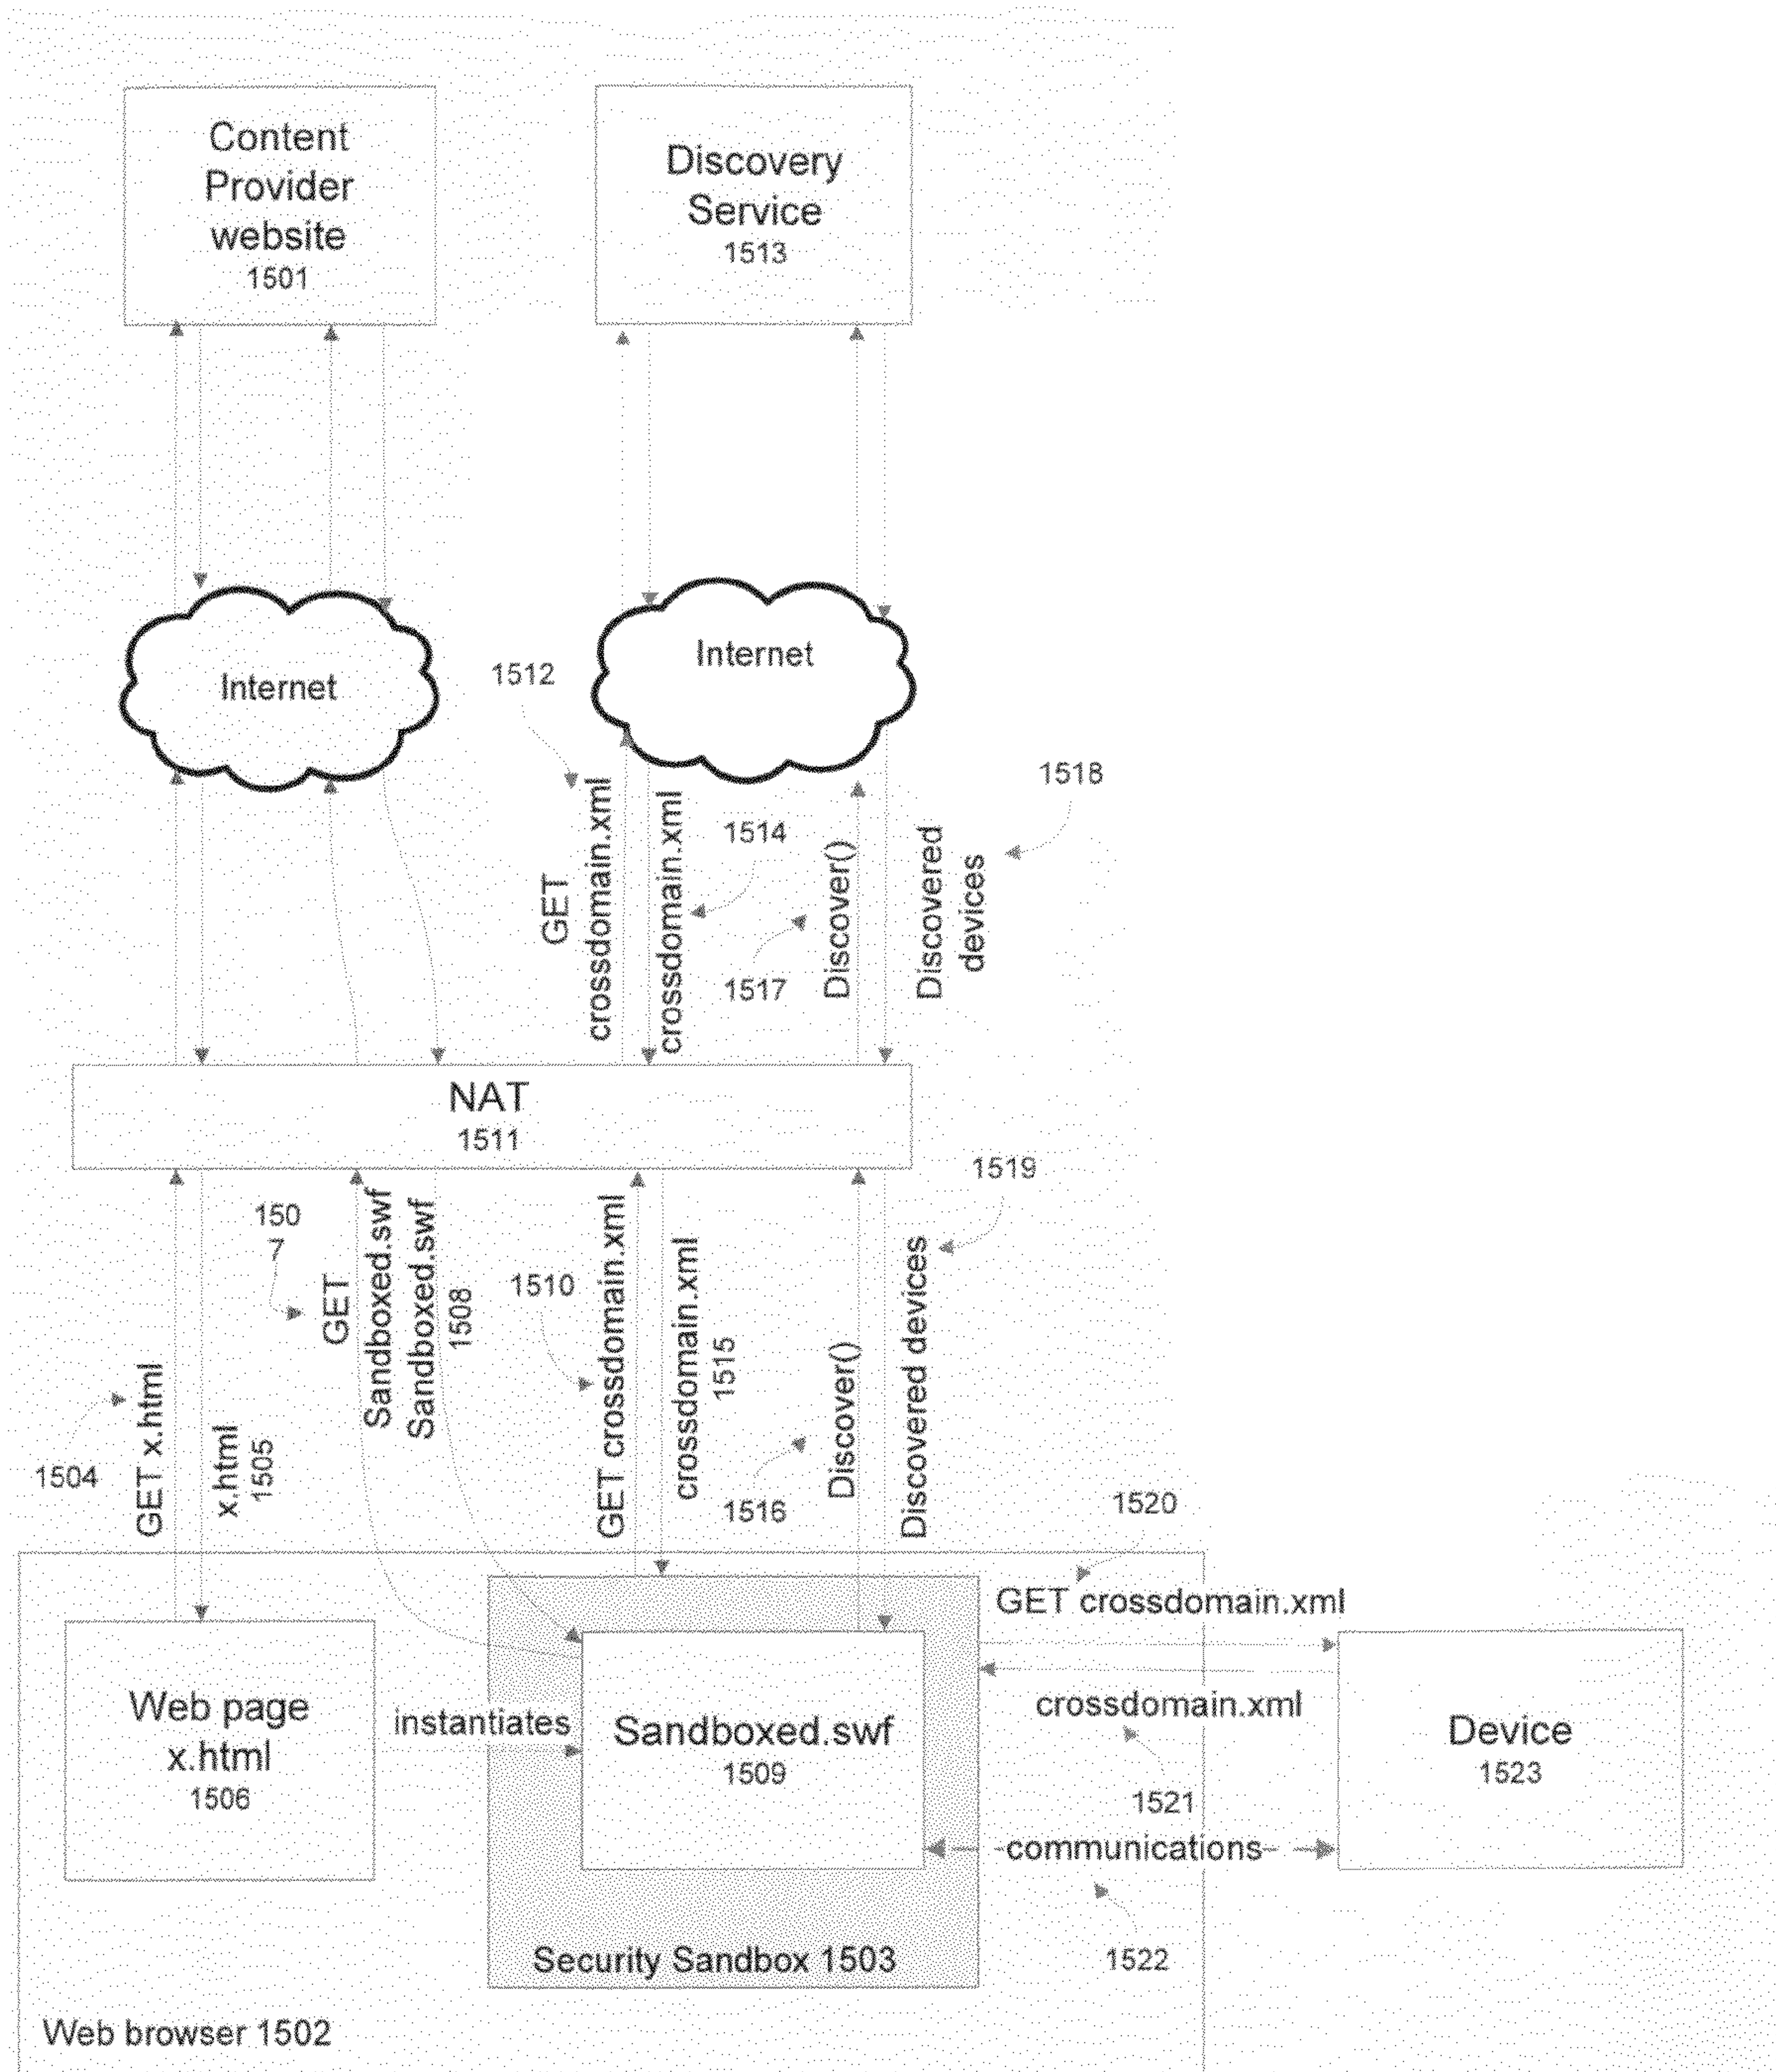 Content
Provider
website
1501
Discovery
Service
1513
Internet
Internet
1512
1518
GET
crossdomain.xml
crossdomain.xml
1514
1517
Discover()
Discovered
devices
NAT
1511
1519
150
7
GET
Sandboxed.swf
Sandboxed.swf
1508
1510
GET crossdomain.xml
crossdomain.xml
1515
1516
Discover()
Discovered devices
1504
GET x.html
x.html
1505
1520
GET crossdomain.xml
Web page
x.html
1506
instantiates
Sandboxed.swf
1509
crossdomain.xml
1521
Device
1523
communications
1522
Security Sandbox 1503
Web browser 1502